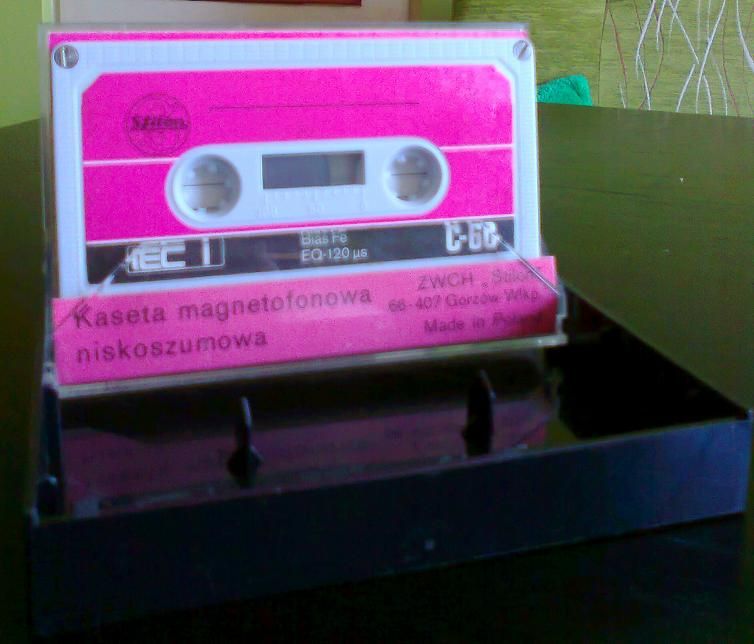 Stilon
IEC I
Bias Fe
EQ-120 µs
C-60
Kaseta magnetofonowa
niskoszumowa
ZWCH „Stilon"
66-407 Gorzów Wlkp.
Made in Poland